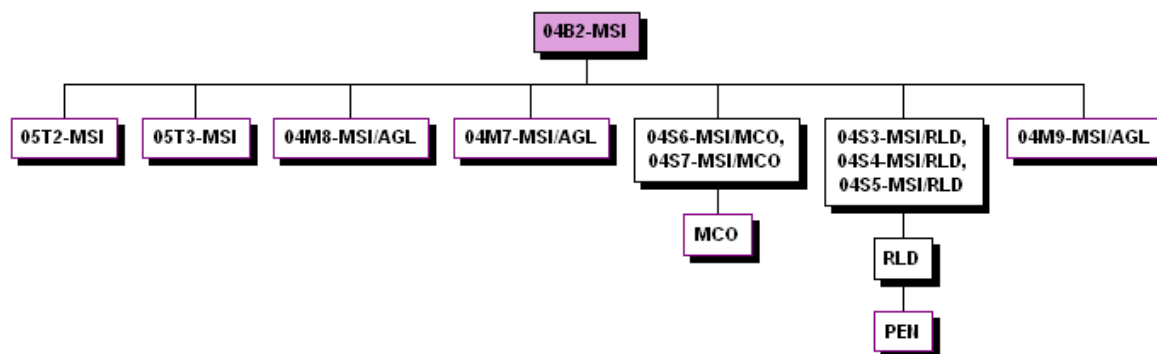 04B2-MSI
05T2-MSI
05T3-MSI
04M8-MSI/AGL
04M7-MSI/AGL
04S6-MSI/MCO,
04S7-MSI/MCO
04S3-MSI/RLD,
04S4-MSI/RLD,
04S5-MSI/RLD
04M9-MSI/AGL
MCO
RLD
PEN